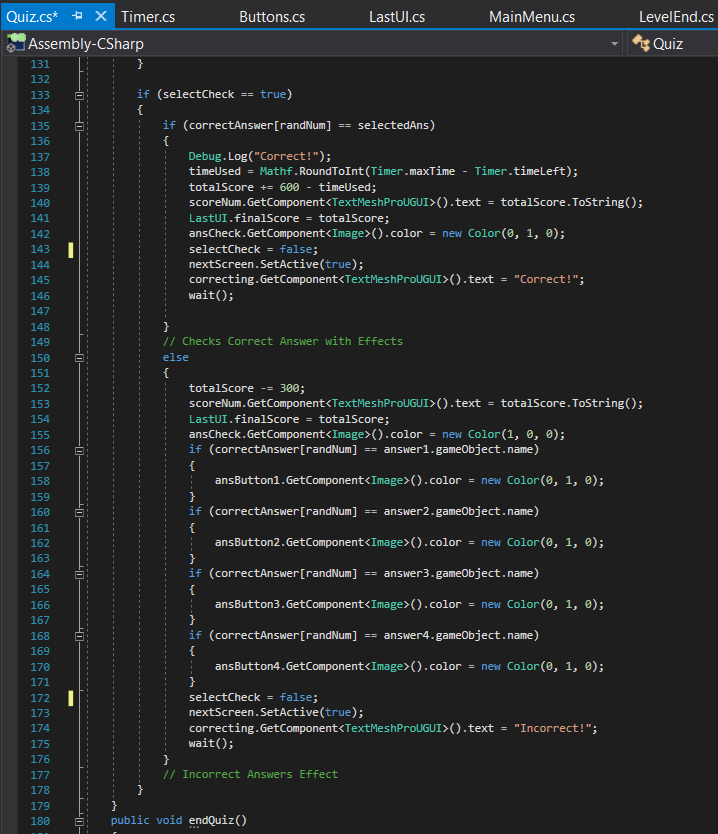 Quiz.cs* Timer.cs Buttons.cs LastUI.cs MainMenu.cs LevelEnd.cs
Assembly-CSharp Quiz
131 }
132
133 if (selectCheck == true)
134 {
135 if (correctAnswer[randNum] == selectedAns)
136 {
137 Debug.Log("Correct!");
138 timeUsed = Mathf.RoundToInt(Timer.maxTime - Timer.timeLeft);
139 totalScore += 600 - timeUsed;
140 scoreNum.GetComponent<TextMeshProUGUI>().text = totalScore.ToString();
141 LastUI.finalScore = totalScore;
142 ansCheck.GetComponent<Image>().color = new Color(0, 1, 0);
143 selectCheck = false;
144 nextScreen.SetActive(true);
145 correcting.GetComponent<TextMeshProUGUI>().text = "Correct!";
146 wait();
147
148 }
149 // Checks Correct Answer with Effects
150 else
151 {
152 totalScore -= 300;
153 scoreNum.GetComponent<TextMeshProUGUI>().text = totalScore.ToString();
154 LastUI.finalScore = totalScore;
155 ansCheck.GetComponent<Image>().color = new Color(1, 0, 0);
156 if (correctAnswer[randNum] == answer1.gameObject.name)
157 {
158 ansButton1.GetComponent<Image>().color = new Color(0, 1, 0);
159 }
160 if (correctAnswer[randNum] == answer2.gameObject.name)
161 {
162 ansButton2.GetComponent<Image>().color = new Color(0, 1, 0);
163 }
164 if (correctAnswer[randNum] == answer3.gameObject.name)
165 {
166 ansButton3.GetComponent<Image>().color = new Color(0, 1, 0);
167 }
168 if (correctAnswer[randNum] == answer4.gameObject.name)
169 {
170 ansButton4.GetComponent<Image>().color = new Color(0, 1, 0);
171 }
172 selectCheck = false;
173 nextScreen.SetActive(true);
174 correcting.GetComponent<TextMeshProUGUI>().text = "Incorrect!";
175 wait();
176 }
177 // Incorrect Answers Effect
178 }
179 }
180 public void endQuiz()